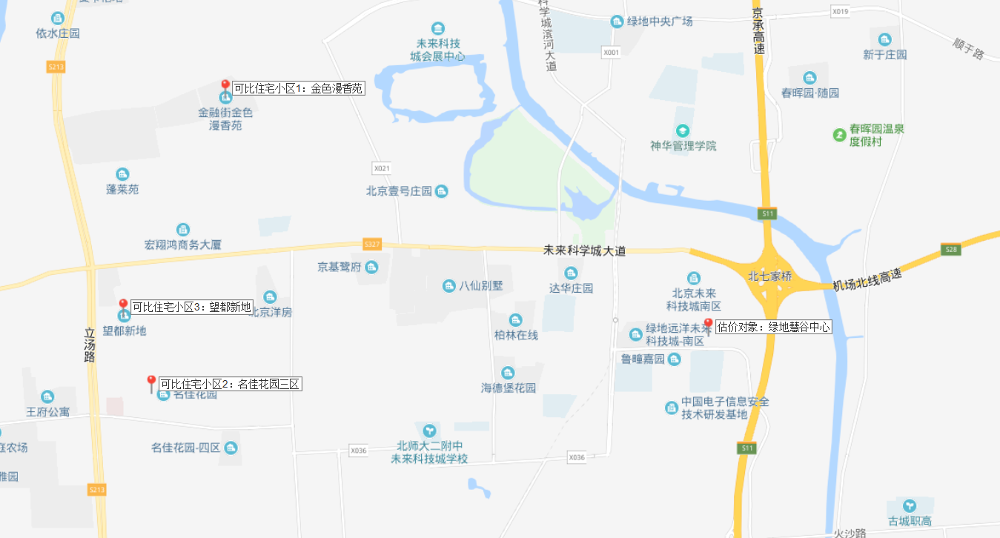 依水庄园
S213
未来科技
城会展中心
科学城滨河大道
绿地中央广场
X001
京承高速
X019
顺于路
新于庄园
春晖园·随园
春晖园温泉
度假村
神华管理学院
可比住宅小区1：金色漫香苑
金融街金色
漫香苑
蓬莱苑
X021
北京壹号庄园
宏翔鸿商务大厦
S327
未来科学城大道
S11
S28
京基鹭府
八仙别墅
达华庄园
北京未来
科技城南区
北七家桥
机场北线高速
可比住宅小区3：望都新地
北京洋房
望都新地
立汤路
柏林在线
绿地远洋未来
科技城-南区
估价对象：绿地慧谷中心
鲁疃嘉园
海德堡花园
可比住宅小区2：名佳花园三区
名佳花园
王府公寓
中国电子信息安全
技术研发基地
庭农场
名佳花园-四区
X036
北师大二附中
未来科技城学校
X036
S11
雅园
S213
古城职高
火沙路